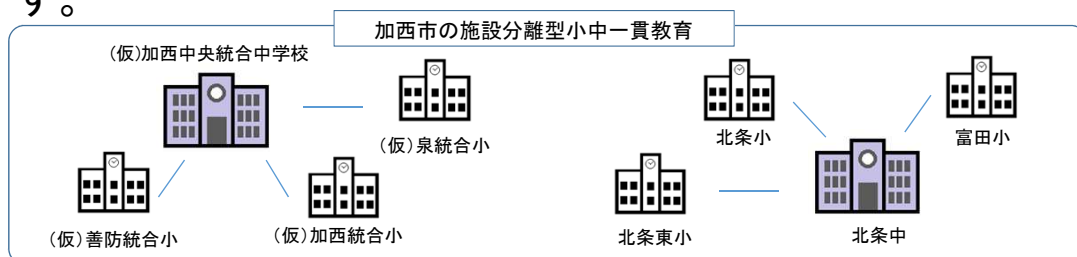 す。
加西市の施設分離型小中一貫教育
(仮)加西中央統合中学校
(仮)泉統合小
(仮)善防統合小
(仮)加西統合小
北条小
富田小
北条東小
北条中